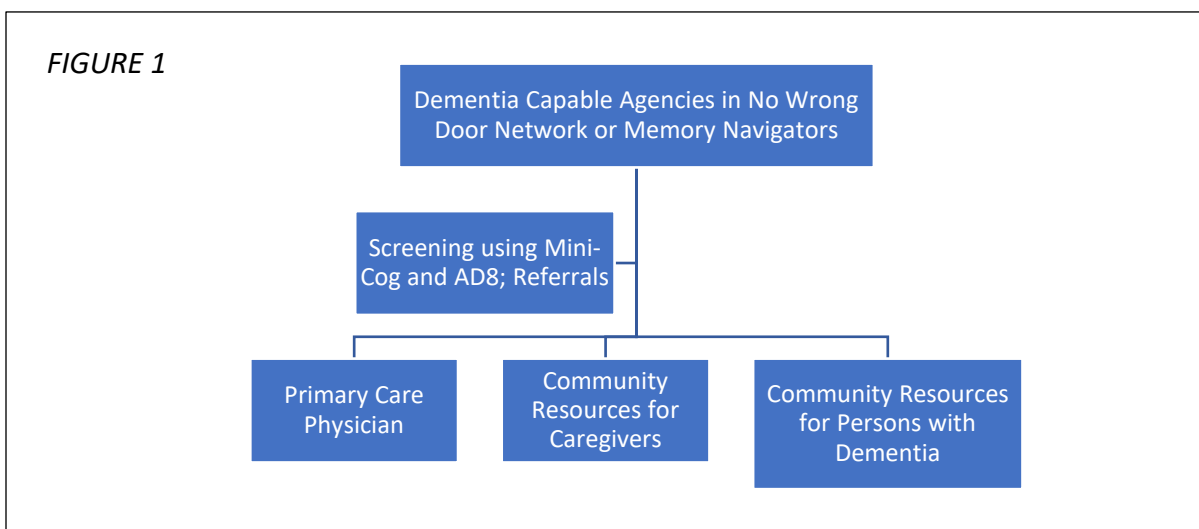 FIGURE 1
Dementia Capable Agencies in No Wrong
Door Network or Memory Navigators
Screening using Mini-
Cog and AD8; Referrals
Primary Care
Physician
Community
Resources for
Caregivers
Community Resources
for Persons with
Dementia